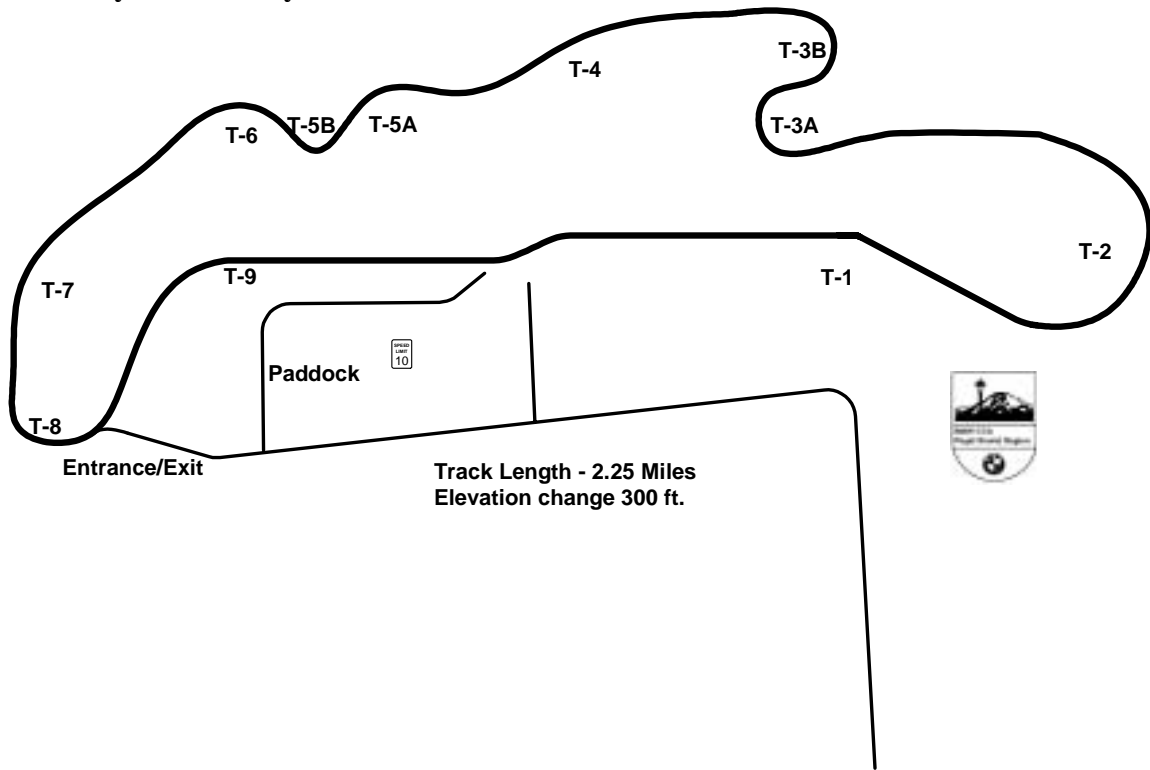 T-3B
T-4
T-3A
T-5B
T-5A
T-6
T-2
T-9
T-1
T-7
SPEED
LIMIT
10
Paddock
T-8
Entrance/Exit
Track Length - 2.25 Miles
Elevation change 300 ft.